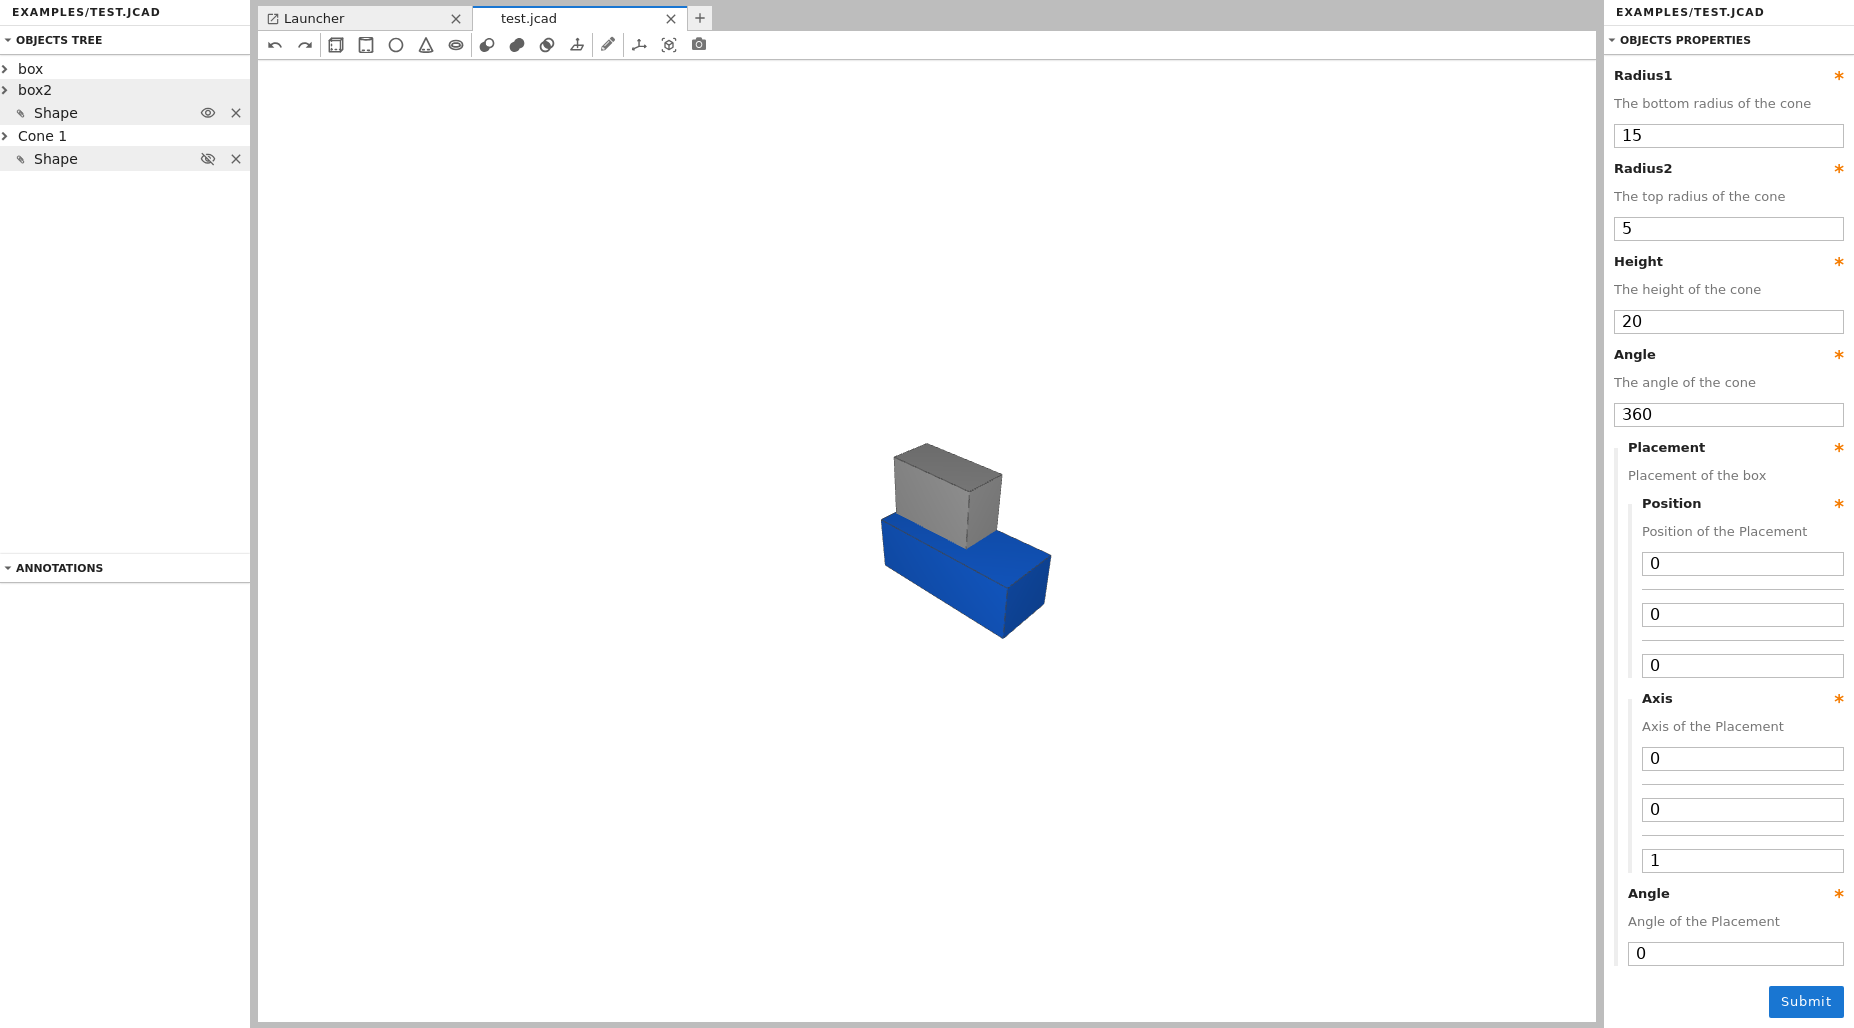 EXAMPLES/TEST.JCAD
OBJECTS TREE
box
box2
Shape
Cone 1
Shape
ANNOTATIONS
Launcher
test.jcad
EXAMPLES/TEST.JCAD
OBJECTS PROPERTIES
Radius1 *
The bottom radius of the cone
15
Radius2 *
The top radius of the cone
5
Height *
The height of the cone
20
Angle *
The angle of the cone
360
Placement *
Placement of the box
Position *
Position of the Placement
0
0
0
Axis *
Axis of the Placement
0
0
1
Angle *
Angle of the Placement
0
Submit